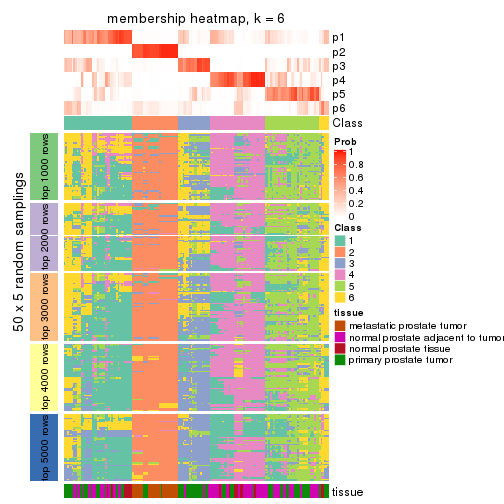 membership heatmap, k = 6
p1
p2
p3
p4
p5
p6
Class
50 x 5 random samplings
top 1000 rows
top 2000 rows
top 3000 rows
top 4000 rows
top 5000 rows
Prob
1
0.8
0.6
0.4
0.2
0
Class
1
2
3
4
5
6
tissue
metastatic prostate tumor
normal prostate adjacent to tumor
normal prostate tissue
primary prostate tumor
tissue